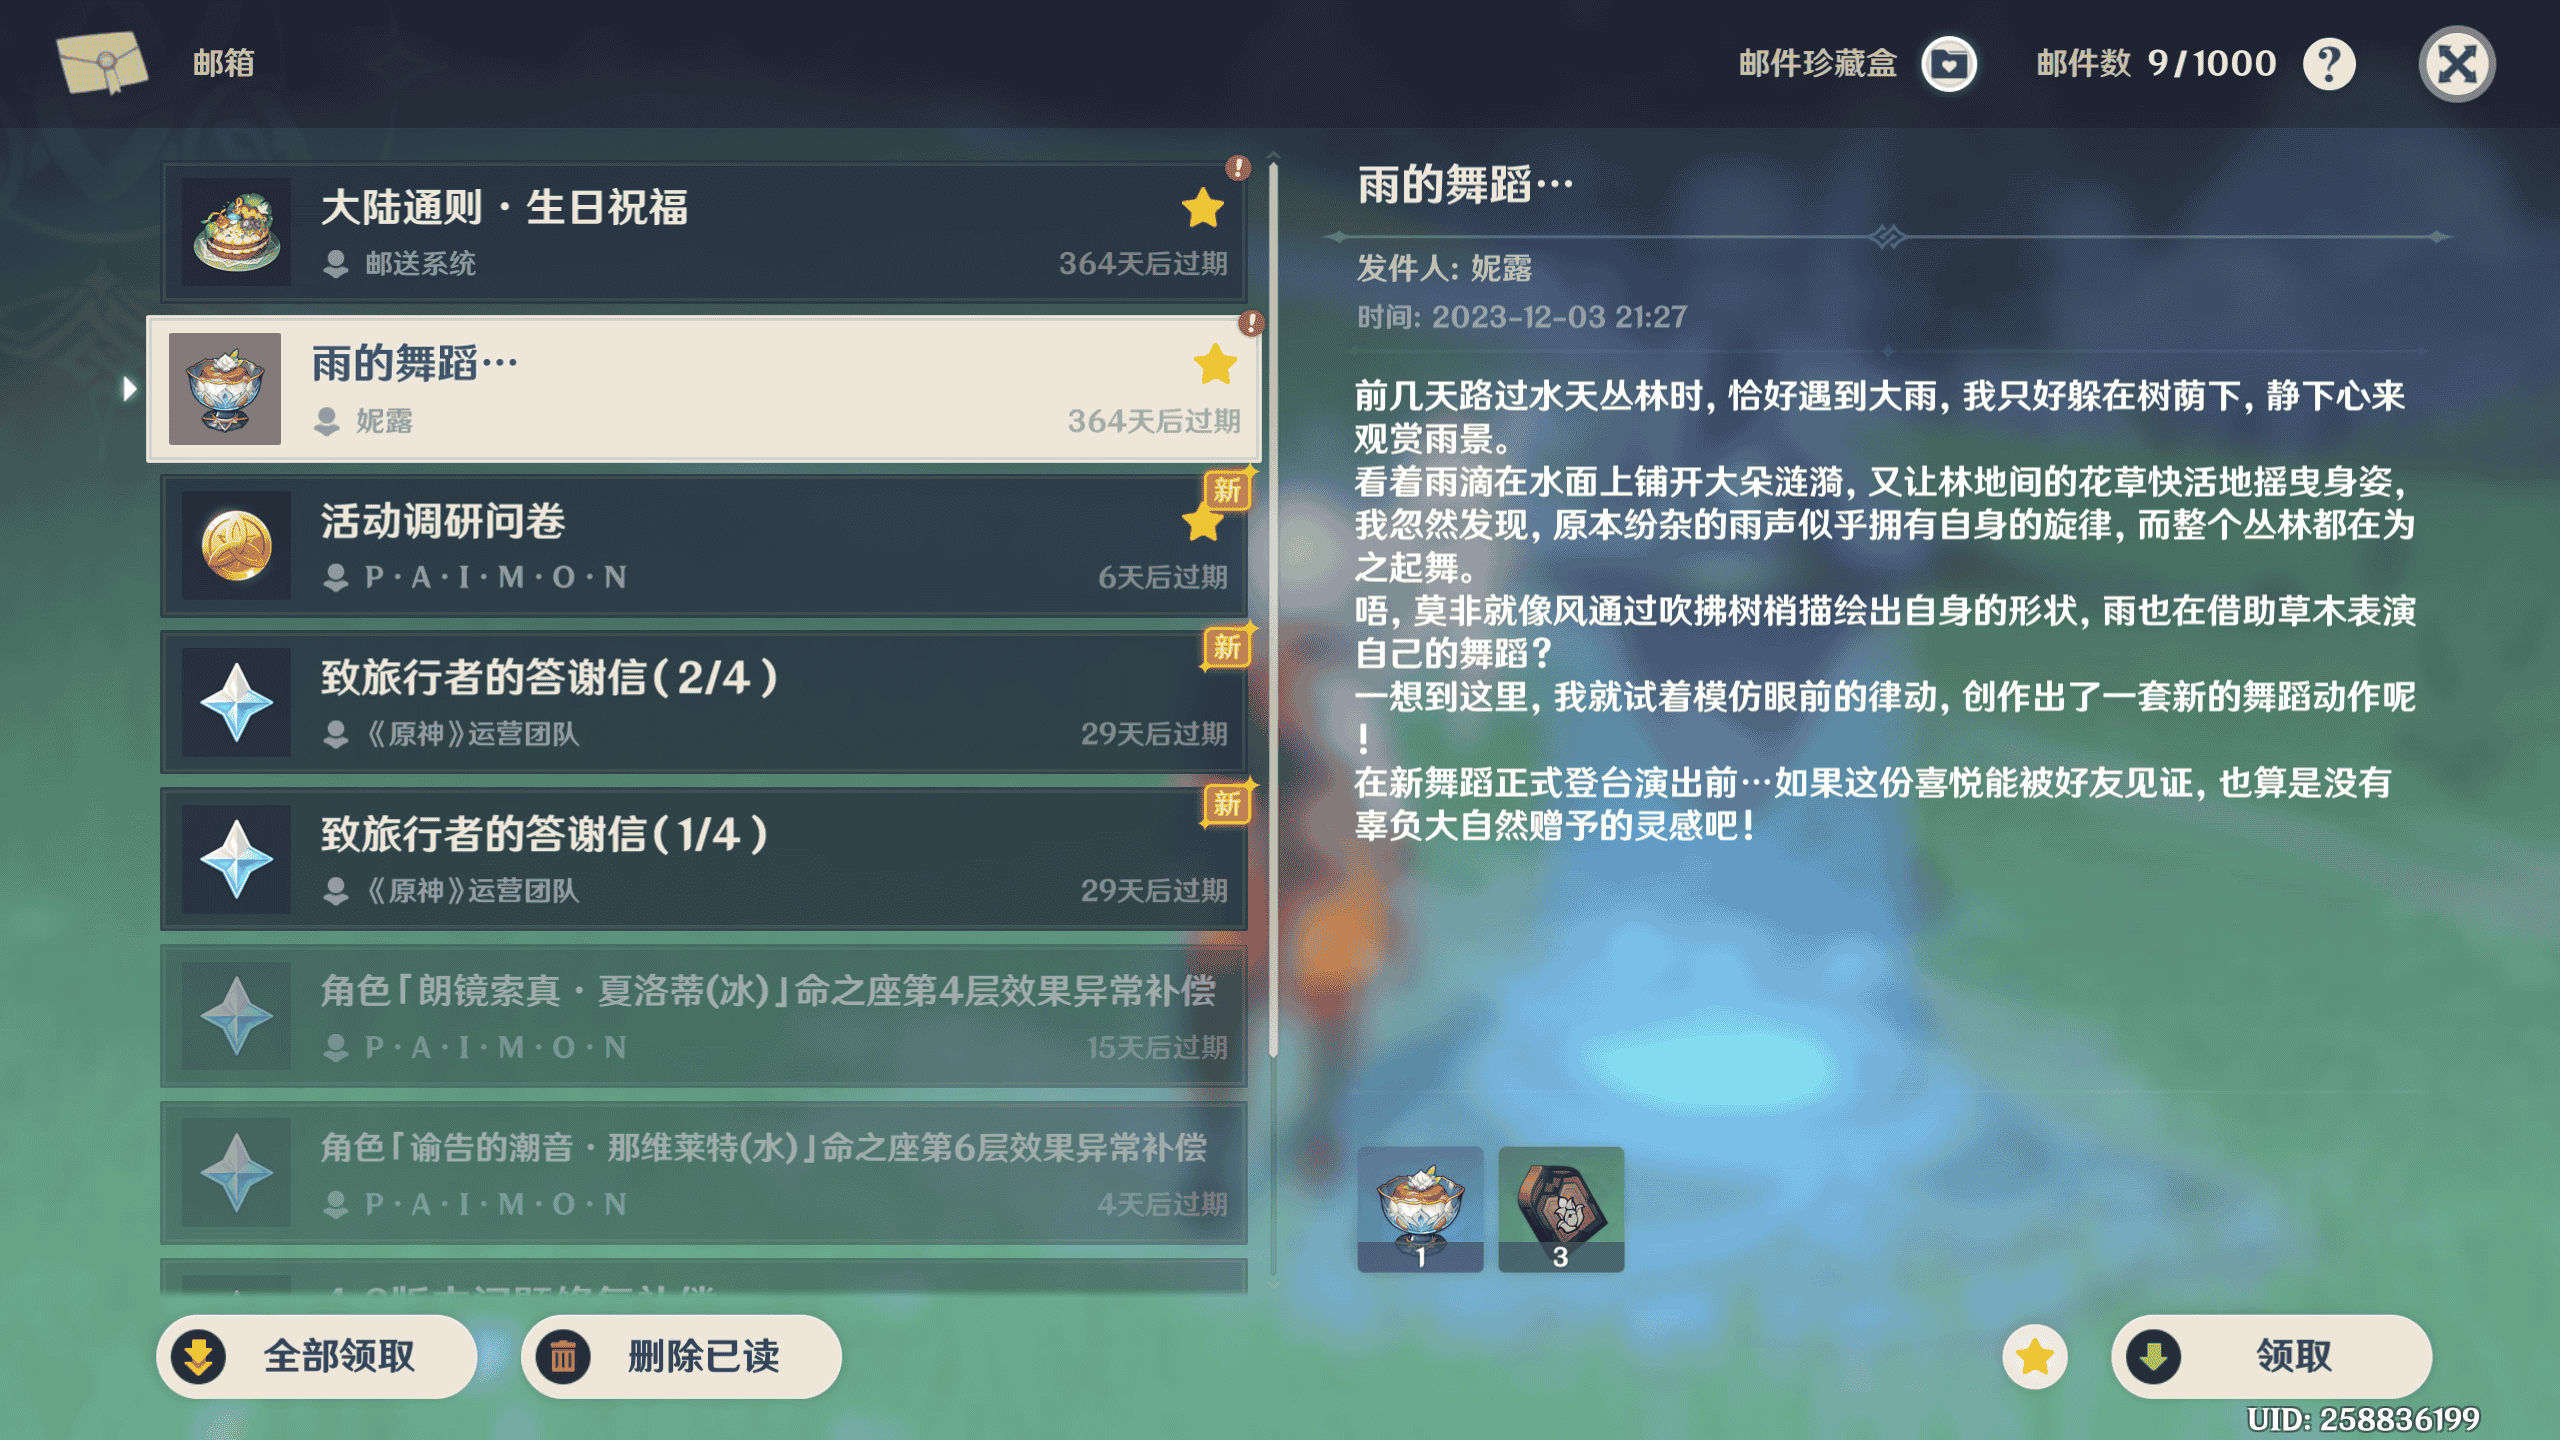 邮箱
邮件珍藏盒
邮件数 9/1000
?
大陆通则·生日祝福
邮送系统
364天后过期
雨的舞蹈…
妮露
364天后过期
新
活动调研问卷
P·A·I·M·O·N
6天后过期
新
致旅行者的答谢信(2/4)
《原神》运营团队
29天后过期
新
致旅行者的答谢信(1/4)
《原神》运营团队
29天后过期
角色「朗镜索真·夏洛蒂(冰)」命之座第4层效果异常补偿
P·A·I·M·O·N
15天后过期
角色「谕告的潮音·那维莱特(水)」命之座第6层效果异常补偿
P·A·I·M·O·N
4天后过期
全部领取
删除已读
雨的舞蹈…
发件人: 妮露
时间: 2023-12-03 21:27
前几天路过水天丛林时, 恰好遇到大雨, 我只好躲在树荫下, 静下心来
观赏雨景。
看着雨滴在水面上铺开大朵涟漪, 又让林地间的花草快活地摇曳身姿,
我忽然发现, 原本纷杂的雨声似乎拥有自身的旋律, 而整个丛林都在为
之起舞。
唔, 莫非就像风通过吹拂树梢描绘出自身的形状, 雨也在借助草木表演
自己的舞蹈?
一想到这里, 我就试着模仿眼前的律动, 创作出了一套新的舞蹈动作呢
!
在新舞蹈正式登台演出前…如果这份喜悦能被好友见证, 也算是没有
辜负大自然赠予的灵感吧!
1
3
领取
UID: 258836199